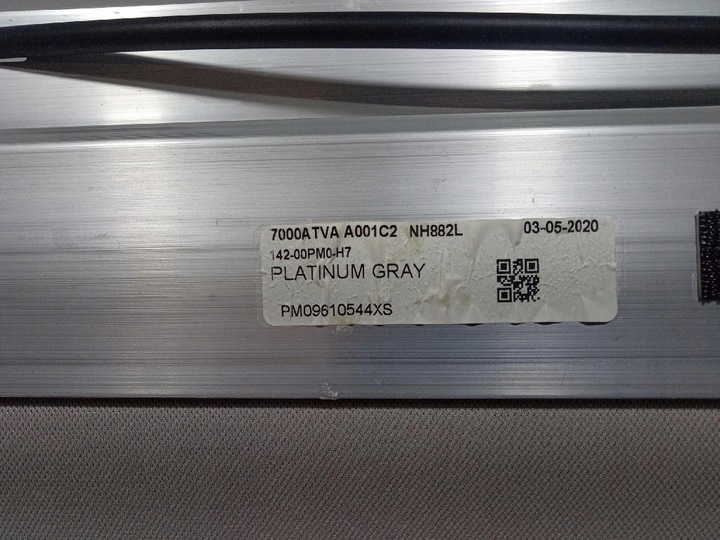 7000ATVA A001C2 NH882L 03-05-2020
142-00PM0-H7
PLATINUM GRAY
PM09610544XS